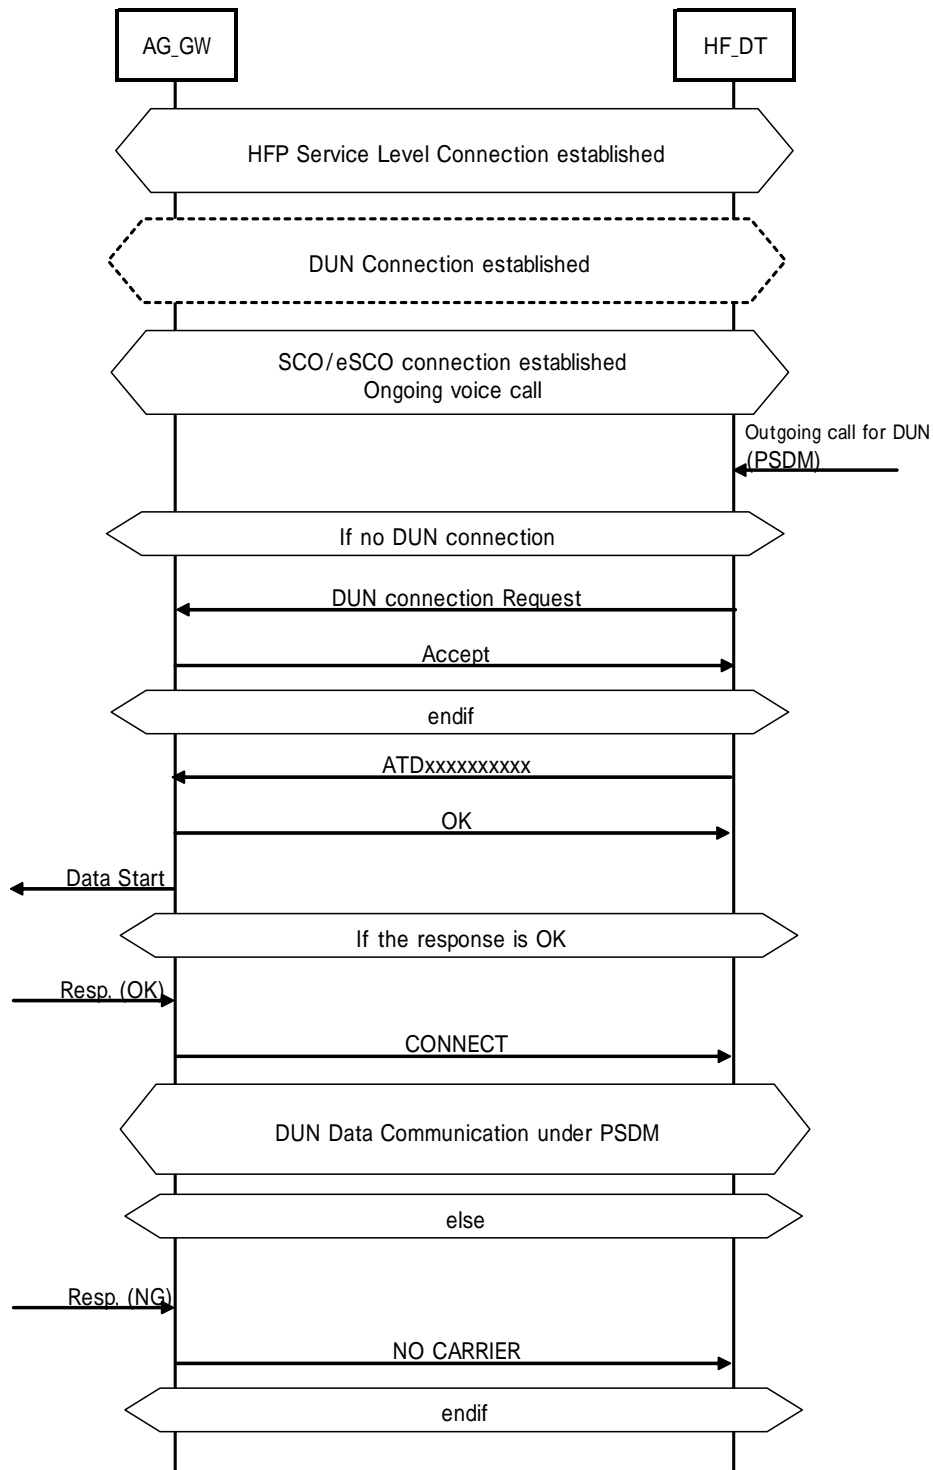 AG_GW
HF_DT
HFP Service Level Connection established
DUN Connection established
SCO/eSCO connection established
Ongoing voice call
Outgoing call for DUN
(PSDM)
If no DUN connection
DUN connection Request
Accept
endif
ATDxxxxxxxxxx
OK
Data Start
If the response is OK
Resp. (OK)
CONNECT
DUN Data Communication under PSDM
else
Resp. (NG)
NO CARRIER
endif